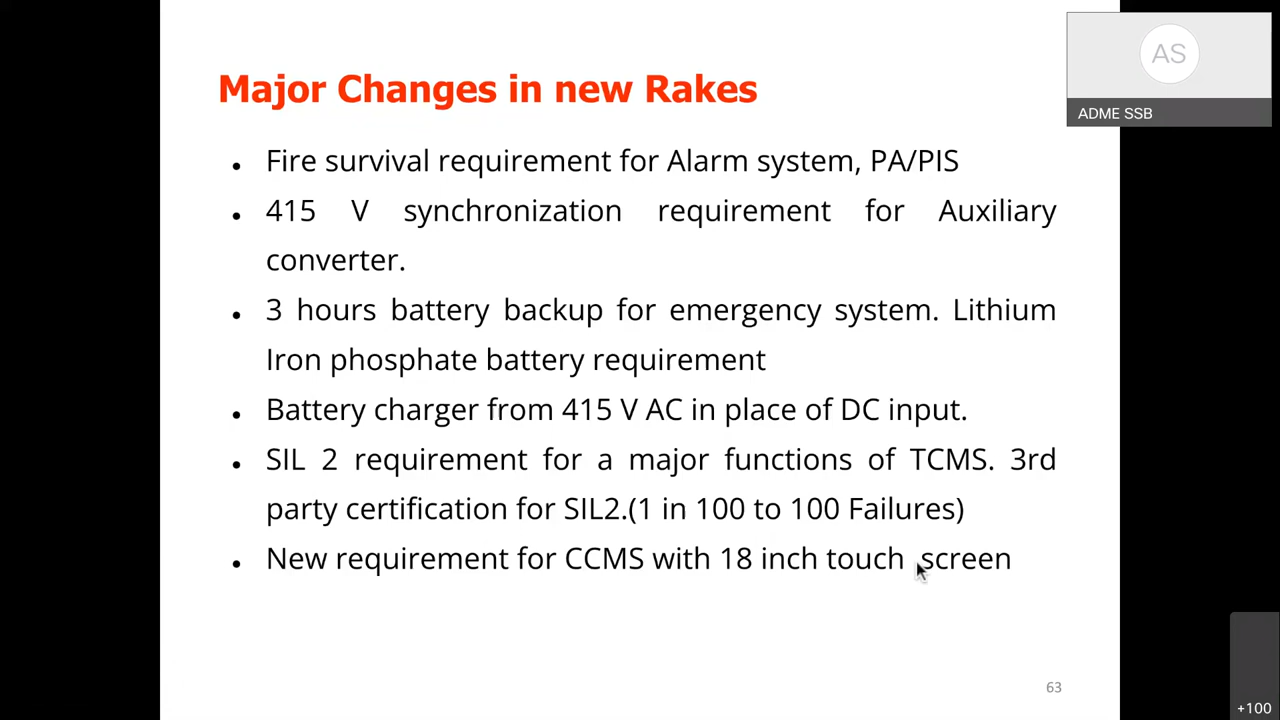 Major Changes in new Rakes
AS
ADME SSB
• Fire survival requirement for Alarm system, PA/PIS
• 415 V synchronization requirement for Auxiliary
converter.
• 3 hours battery backup for emergency system. Lithium
Iron phosphate battery requirement
• Battery charger from 415 V AC in place of DC input.
• SIL 2 requirement for a major functions of TCMS. 3rd
party certification for SIL2.(1 in 100 to 100 Failures)
• New requirement for CCMS with 18 inch touch screen
63
+100